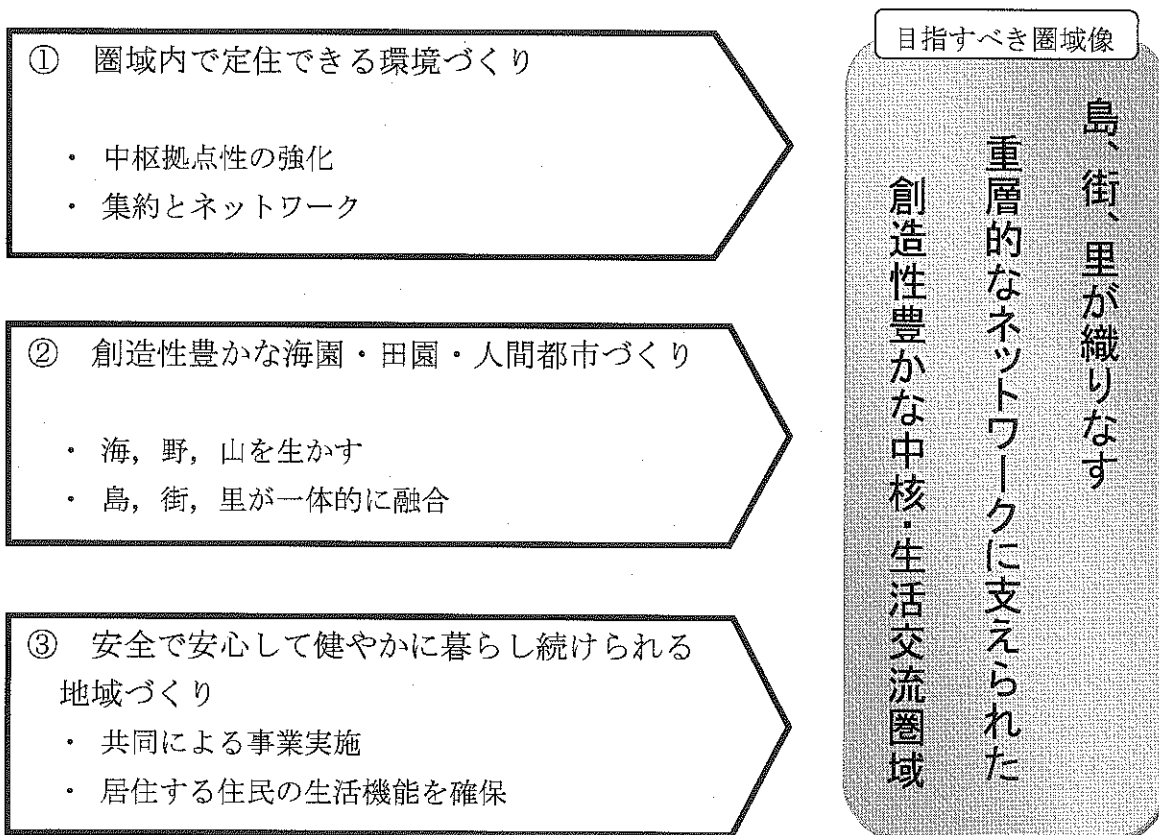 ① 圏域内で定住できる環境づくり
・ 中枢拠点性の強化
・ 集約とネットワーク
② 創造性豊かな海園・田園・人間都市づくり
・ 海，野，山を生かす
・ 島，街，里が一体的に融合
③ 安全で安心して健やかに暮らし続けられる
地域づくり
・ 共同による事業実施
・ 居住する住民の生活機能を確保
目指すべき圏域像
島、街、里が織りなす
重層的なネットワークに支えられた
創造性豊かな中核・生活交流圏域